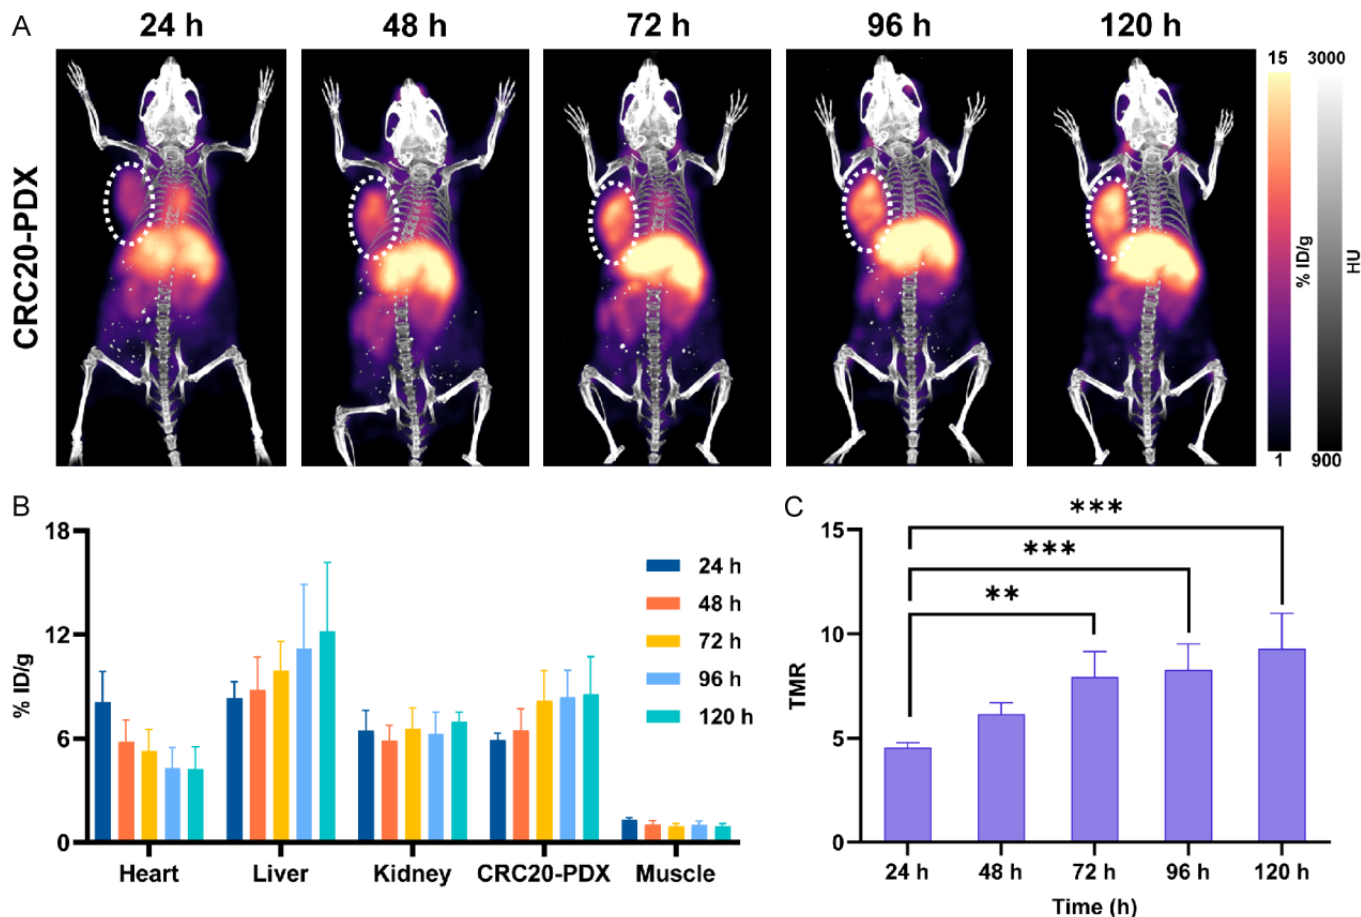 A
24 h 48 h 72 h 96 h 120 h
CRC20-PDX
15 3000
% ID/g
HU
1 900
B
18
12
6
0
% ID/g
24 h
48 h
72 h
96 h
120 h
Heart Liver Kidney CRC20-PDX Muscle
C
15
10
5
0
TMR
***
***
**
24 h 48 h 72 h 96 h 120 h
Time (h)